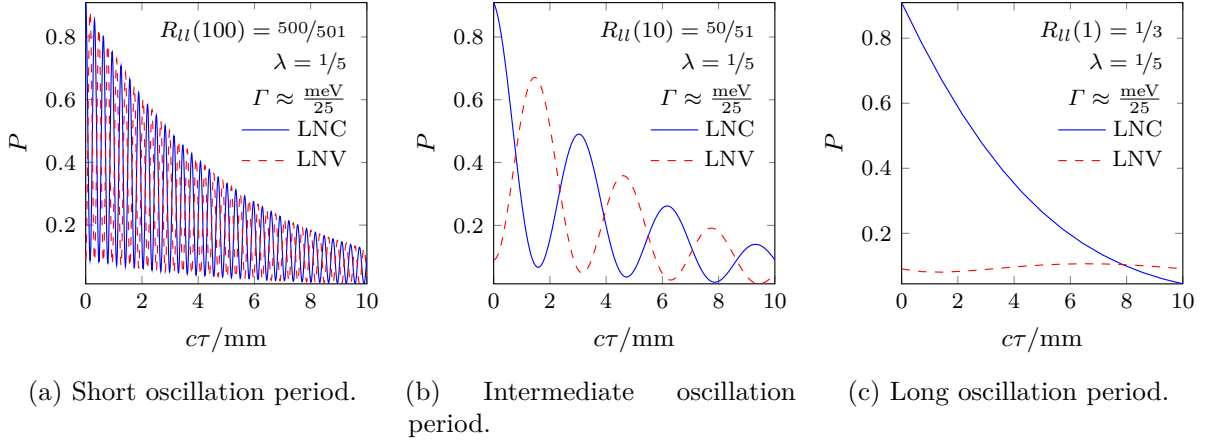 R_ll(100) = 500/501
λ = 1/5
Γ ≈ meV/25
LNC
LNV
P
0.8
0.6
0.4
0.2
0 2 4 6 8 10
cτ/mm
(a) Short oscillation period.
R_ll(10) = 50/51
λ = 1/5
Γ ≈ meV/25
LNC
LNV
P
0.8
0.6
0.4
0.2
0 2 4 6 8 10
cτ/mm
(b) Intermediate oscillation
period.
R_ll(1) = 1/3
λ = 1/5
Γ ≈ meV/25
LNC
LNV
P
0.8
0.6
0.4
0.2
0 2 4 6 8 10
cτ/mm
(c) Long oscillation period.